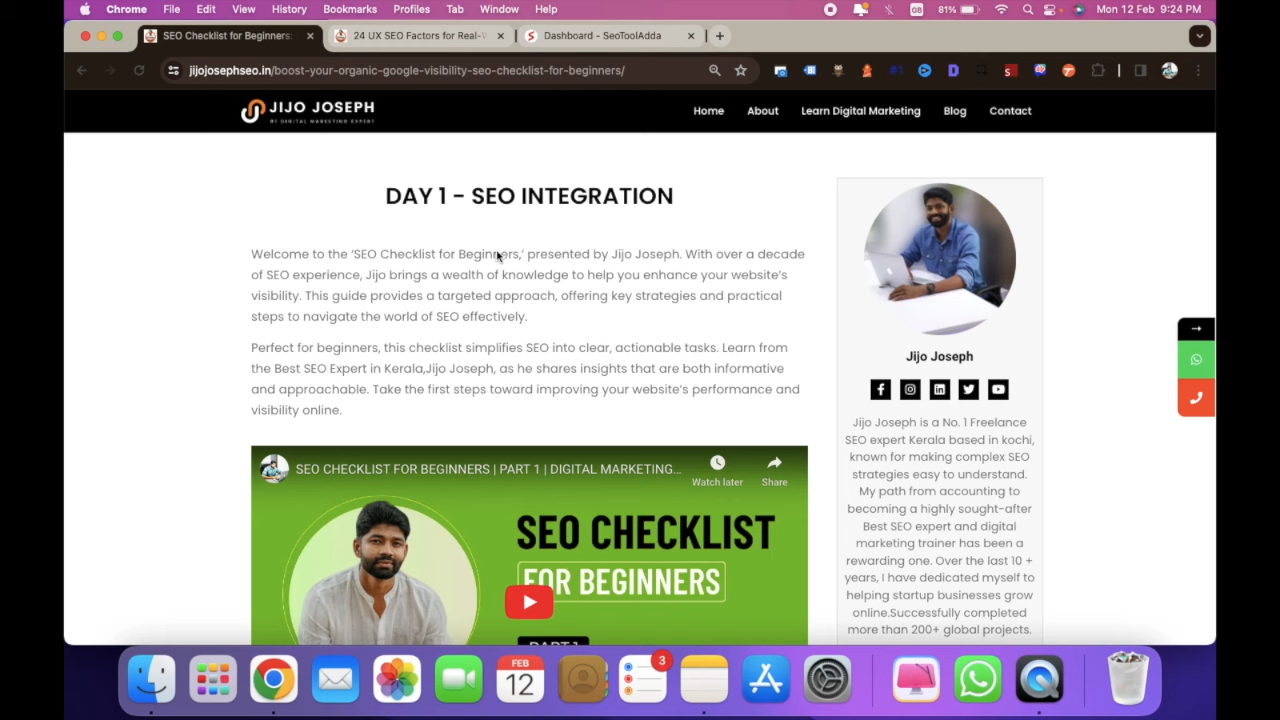 Chrome File Edit View History Bookmarks Profiles Tab Window Help
GB 81% Mon 12 Feb 9:24 PM
SEO Checklist for Beginners:
24 UX SEO Factors for Real-
Dashboard - SeoToolAdda
jijojosephseo.in/boost-your-organic-google-visibility-seo-checklist-for-beginners/
JIJO JOSEPH
BY DIGITAL MARKETING EXPERT
Home About Learn Digital Marketing Blog Contact
DAY 1 – SEO INTEGRATION
Welcome to the ‘SEO Checklist for Beginners,’ presented by Jijo Joseph. With over a decade
of SEO experience, Jijo brings a wealth of knowledge to help you enhance your website’s
visibility. This guide provides a targeted approach, offering key strategies and practical
steps to navigate the world of SEO effectively.
Perfect for beginners, this checklist simplifies SEO into clear, actionable tasks. Learn from
the Best SEO Expert in Kerala,Jijo Joseph, as he shares insights that are both informative
and approachable. Take the first steps toward improving your website’s performance and
visibility online.
SEO CHECKLIST FOR BEGINNERS | PART 1 | DIGITAL MARKETING...
Watch later
Share
SEO CHECKLIST
FOR BEGINNERS
PART 1
Jijo Joseph
Jijo Joseph is a No. 1 Freelance
SEO expert Kerala based in kochi,
known for making complex SEO
strategies easy to understand.
My path from accounting to
becoming a highly sought-after
Best SEO expert and digital
marketing trainer has been a
rewarding one. Over the last 10 +
years, I have dedicated myself to
helping startup businesses grow
online.Successfully completed
more than 200+ global projects.
FEB
12
3